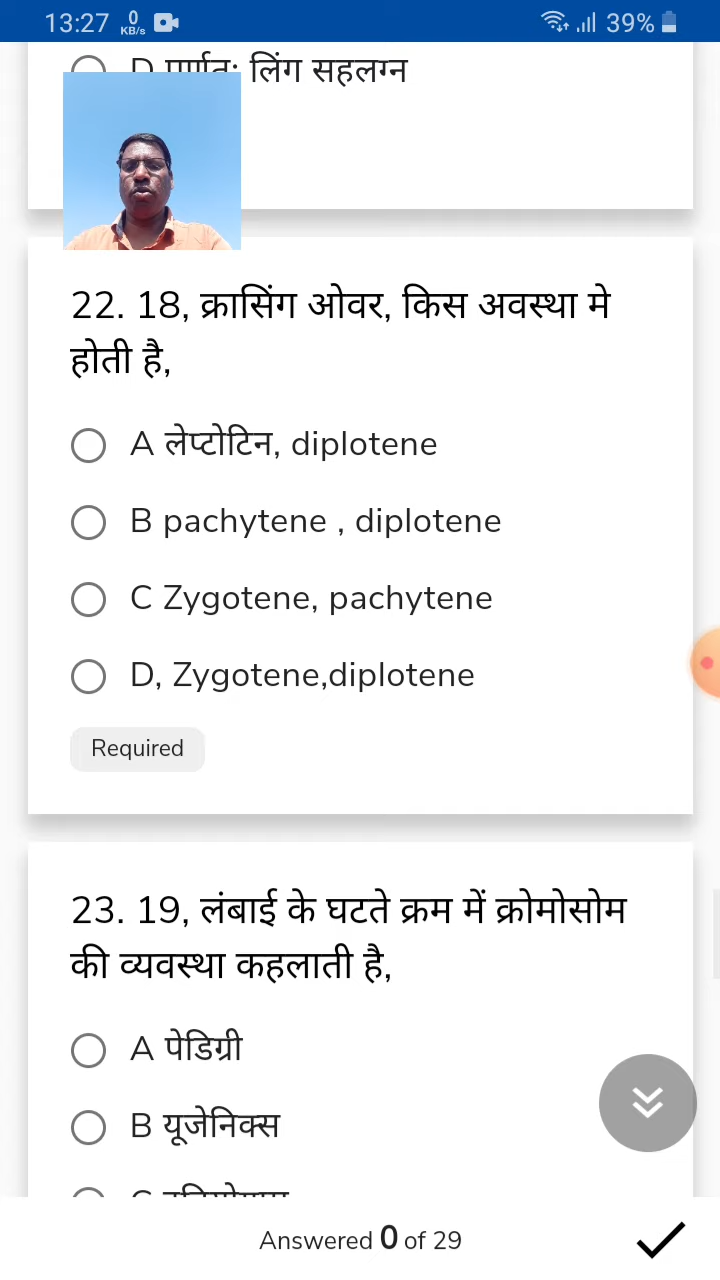 13:27 0 KB/s 39%
लिंग सहलग्न
22. 18, क्रासिंग ओवर, किस अवस्था मे
होती है,
A लेप्टोटिन, diplotene
B pachytene , diplotene
C Zygotene, pachytene
D, Zygotene,diplotene
Required
23. 19, लंबाई के घटते क्रम में क्रोमोसोम
की व्यवस्था कहलाती है,
A पेडिग्री
B यूजेनिक्स
Answered 0 of 29